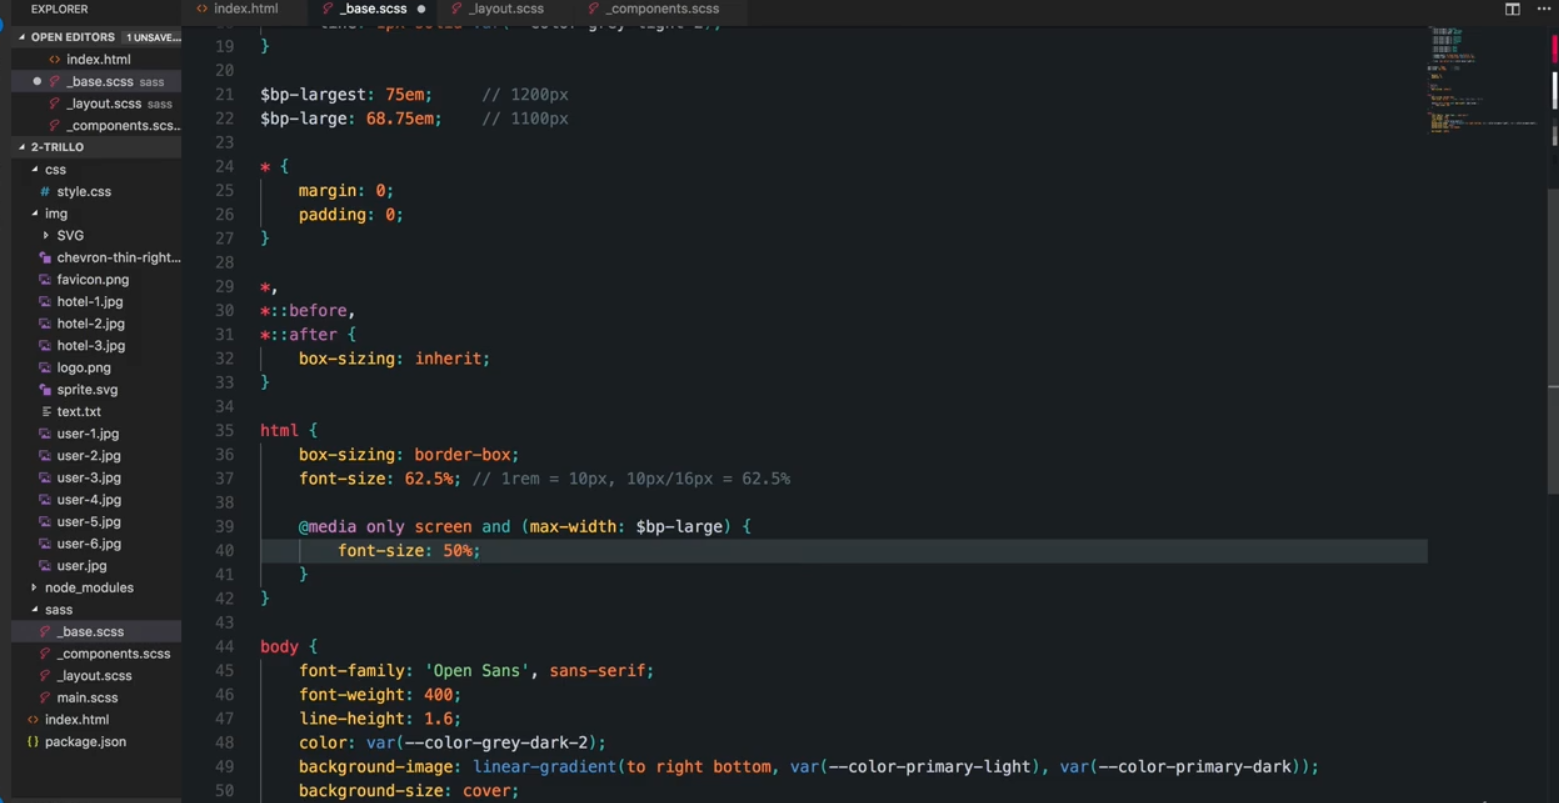 EXPLORER
OPEN EDITORS 1 UNSAVE...
index.html
_base.scss sass
_layout.scss sass
_components.scs...
2-TRILLO
css
# style.css
img
SVG
chevron-thin-right...
favicon.png
hotel-1.jpg
hotel-2.jpg
hotel-3.jpg
logo.png
sprite.svg
text.txt
user-1.jpg
user-2.jpg
user-3.jpg
user-4.jpg
user-5.jpg
user-6.jpg
user.jpg
node_modules
sass
_base.scss
_components.scss
_layout.scss
main.scss
index.html
{} package.json
index.html _base.scss _layout.scss _components.scss
19 }
20
21 $bp-largest: 75em; // 1200px
22 $bp-large: 68.75em; // 1100px
23
24 * {
25 margin: 0;
26 padding: 0;
27 }
28
29 *,
30 *::before,
31 *::after {
32 box-sizing: inherit;
33 }
34
35 html {
36 box-sizing: border-box;
37 font-size: 62.5%; // 1rem = 10px, 10px/16px = 62.5%
38
39 @media only screen and (max-width: $bp-large) {
40 font-size: 50%;
41 }
42 }
43
44 body {
45 font-family: 'Open Sans', sans-serif;
46 font-weight: 400;
47 line-height: 1.6;
48 color: var(--color-grey-dark-2);
49 background-image: linear-gradient(to right bottom, var(--color-primary-light), var(--color-primary-dark));
50 background-size: cover;